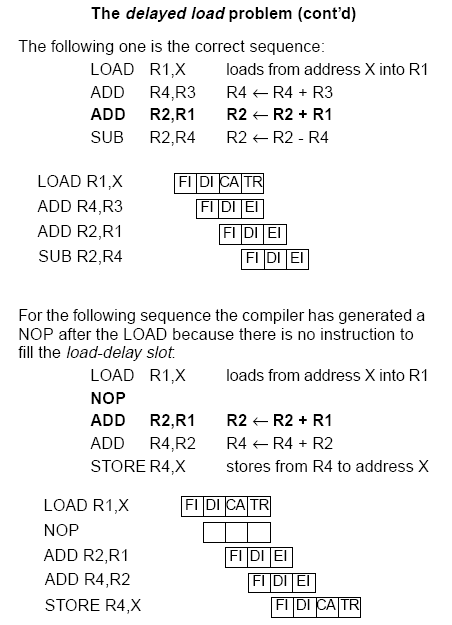 The delayed load problem (cont'd)
The following one is the correct sequence:
LOAD R1,X loads from address X into R1
ADD R4,R3 R4 ← R4 + R3
ADD R2,R1 R2 ← R2 + R1
SUB R2,R4 R2 ← R2 - R4
LOAD R1,X FI DI CA TR
ADD R4,R3 FI DI EI
ADD R2,R1 FI DI EI
SUB R2,R4 FI DI EI
For the following sequence the compiler has generated a
NOP after the LOAD because there is no instruction to
fill the load-delay slot:
LOAD R1,X loads from address X into R1
NOP
ADD R2,R1 R2 ← R2 + R1
ADD R4,R2 R4 ← R4 + R2
STORE R4,X stores from R4 to address X
LOAD R1,X FI DI CA TR
NOP
ADD R2,R1 FI DI EI
ADD R4,R2 FI DI EI
STORE R4,X FI DI CA TR